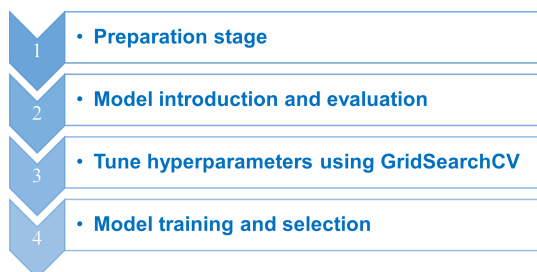 1
• Preparation stage
2
• Model introduction and evaluation
3
• Tune hyperparameters using GridSearchCV
4
• Model training and selection